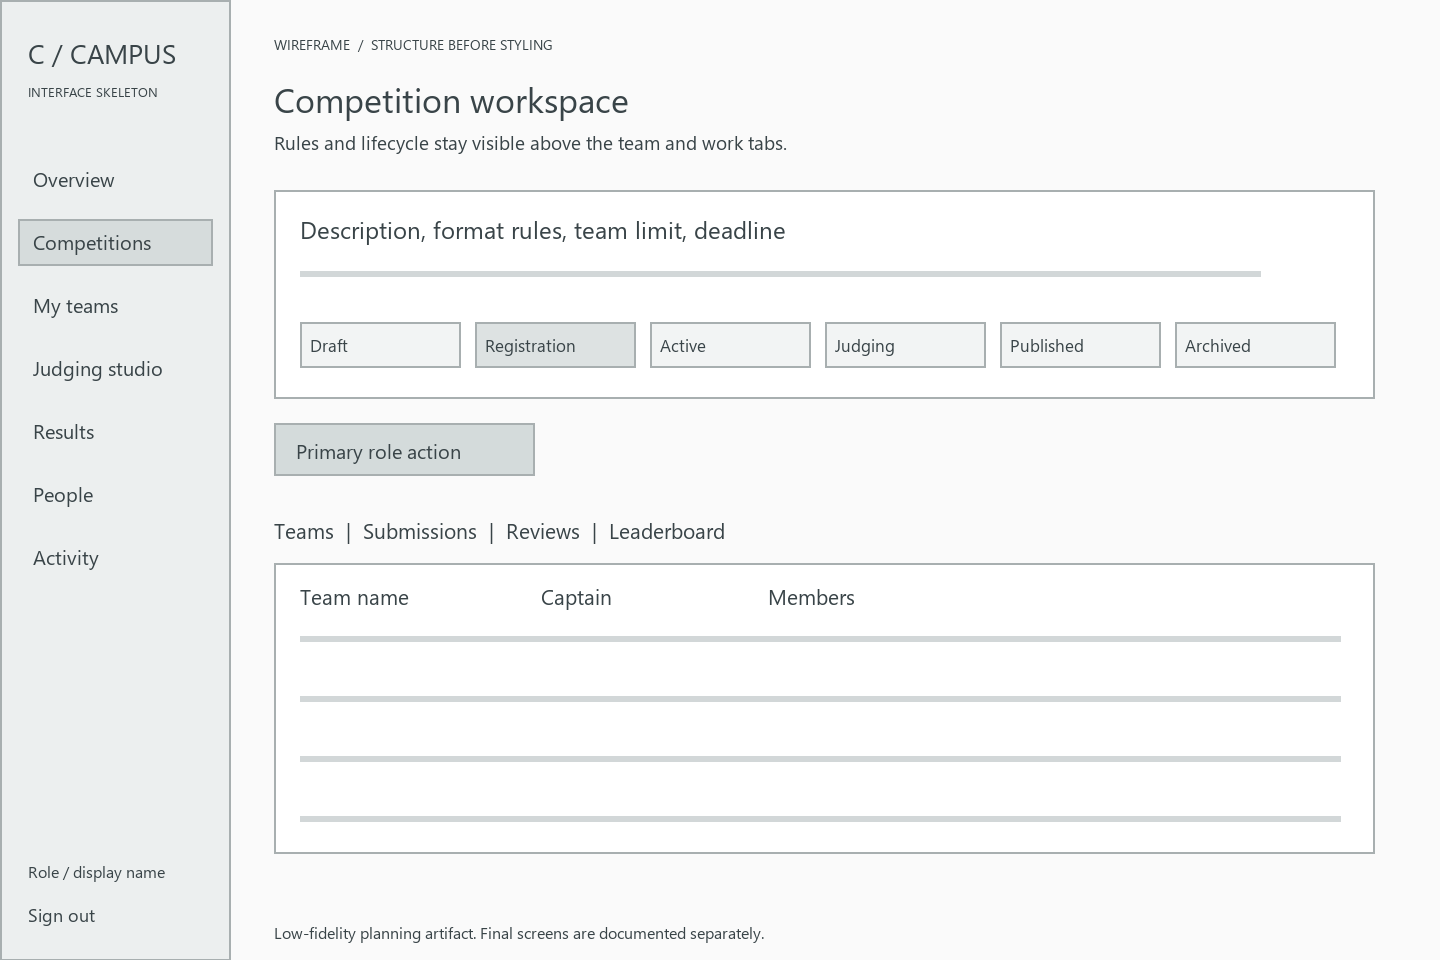 C / CAMPUS
INTERFACE SKELETON
Overview
Competitions
My teams
Judging studio
Results
People
Activity
Role / display name
Sign out
WIREFRAME / STRUCTURE BEFORE STYLING
Competition workspace
Rules and lifecycle stay visible above the team and work tabs.
Description, format rules, team limit, deadline
Draft
Registration
Active
Judging
Published
Archived
Primary role action
Teams | Submissions | Reviews | Leaderboard
Team name Captain Members
Low-fidelity planning artifact. Final screens are documented separately.